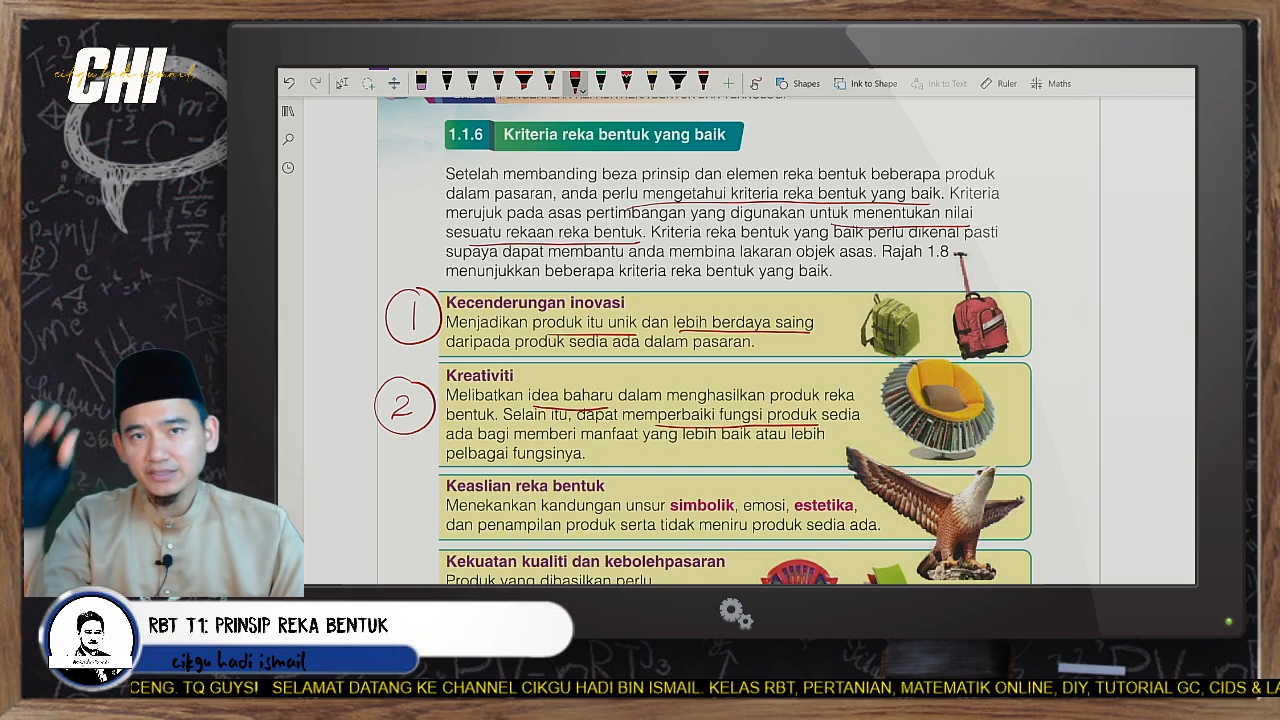 CHI
cikgu hadi ismail
Shapes
Ink to Shape
Ink to Text
Ruler
Maths
1.1.6 Kriteria reka bentuk yang baik
Setelah membanding beza prinsip dan elemen reka bentuk beberapa produk
dalam pasaran, anda perlu mengetahui kriteria reka bentuk yang baik. Kriteria
merujuk pada asas pertimbangan yang digunakan untuk menentukan nilai
sesuatu rekaan reka bentuk. Kriteria reka bentuk yang baik perlu dikenal pasti
supaya dapat membantu anda membina lakaran objek asas. Rajah 1.8
menunjukkan beberapa kriteria reka bentuk yang baik.
1
Kecenderungan inovasi
Menjadikan produk itu unik dan lebih berdaya saing
daripada produk sedia ada dalam pasaran.
2
Kreativiti
Melibatkan idea baharu dalam menghasilkan produk reka
bentuk. Selain itu, dapat memperbaiki fungsi produk sedia
ada bagi memberi manfaat yang lebih baik atau lebih
pelbagai fungsinya.
Keaslian reka bentuk
Menekankan kandungan unsur simbolik, emosi, estetika,
dan penampilan produk serta tidak meniru produk sedia ada.
Kekuatan kualiti dan kebolehpasaran
Produk yang dihasilkan perlu
RBT T1: PRINSIP REKA BENTUK
cikgu hadi ismail
CENG. TQ GUYS! SELAMAT DATANG KE CHANNEL CIKGU HADI BIN ISMAIL. KELAS RBT, PERTANIAN, MATEMATIK ONLINE, DIY, TUTORIAL GC, CIDS & LA